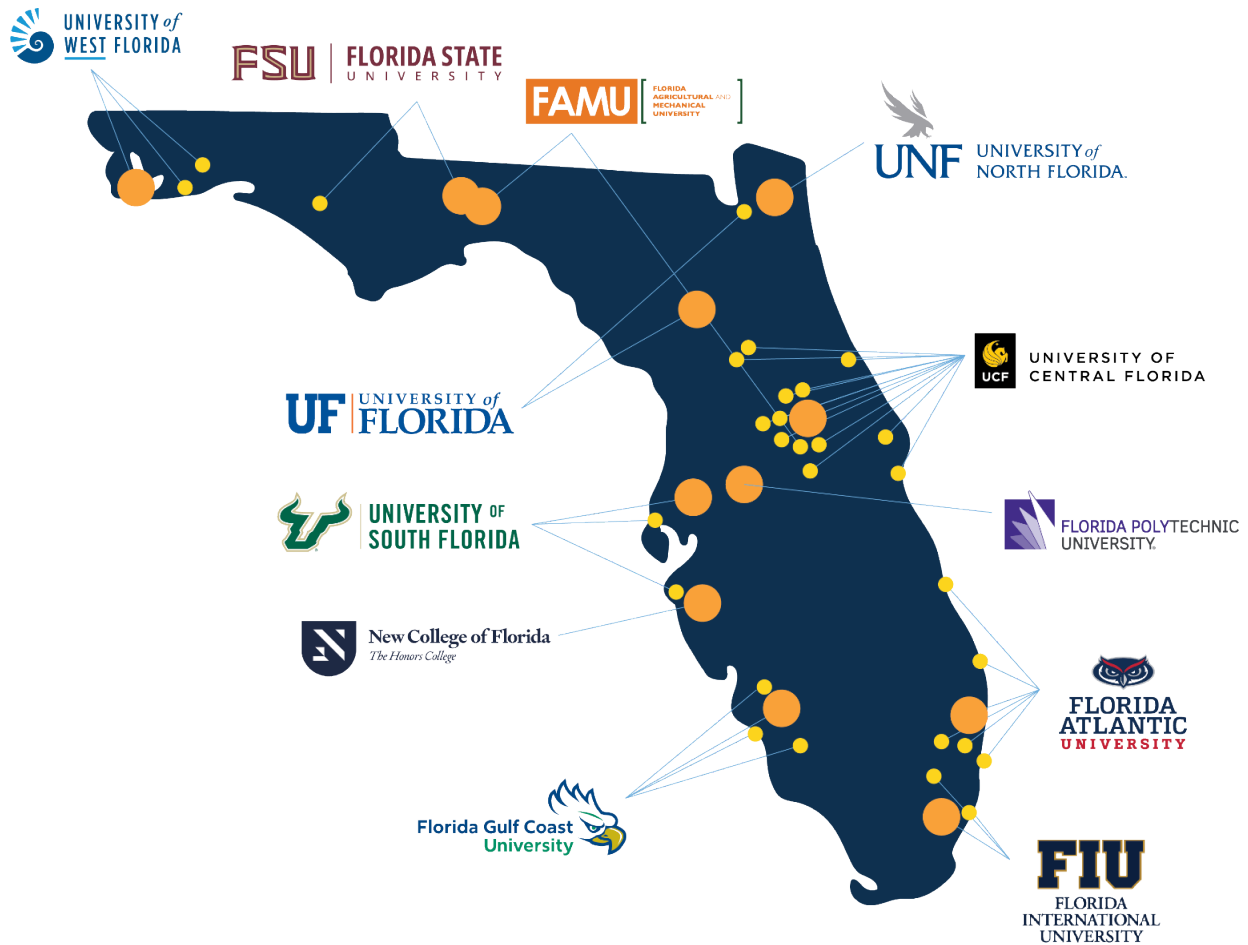 UNIVERSITY of
WEST FLORIDA
FSU
FLORIDA STATE
UNIVERSITY
FAMU
FLORIDA
AGRICULTURAL AND
MECHANICAL
UNIVERSITY
UNF
UNIVERSITY of
NORTH FLORIDA.
UCF
UNIVERSITY OF
CENTRAL FLORIDA
UF
UNIVERSITY of
FLORIDA
UNIVERSITY OF
SOUTH FLORIDA
FLORIDA POLYTECHNIC
UNIVERSITY
New College of Florida
The Honors College
N
FLORIDA
ATLANTIC
UNIVERSITY
Florida Gulf Coast
University
FIU
FLORIDA
INTERNATIONAL
UNIVERSITY